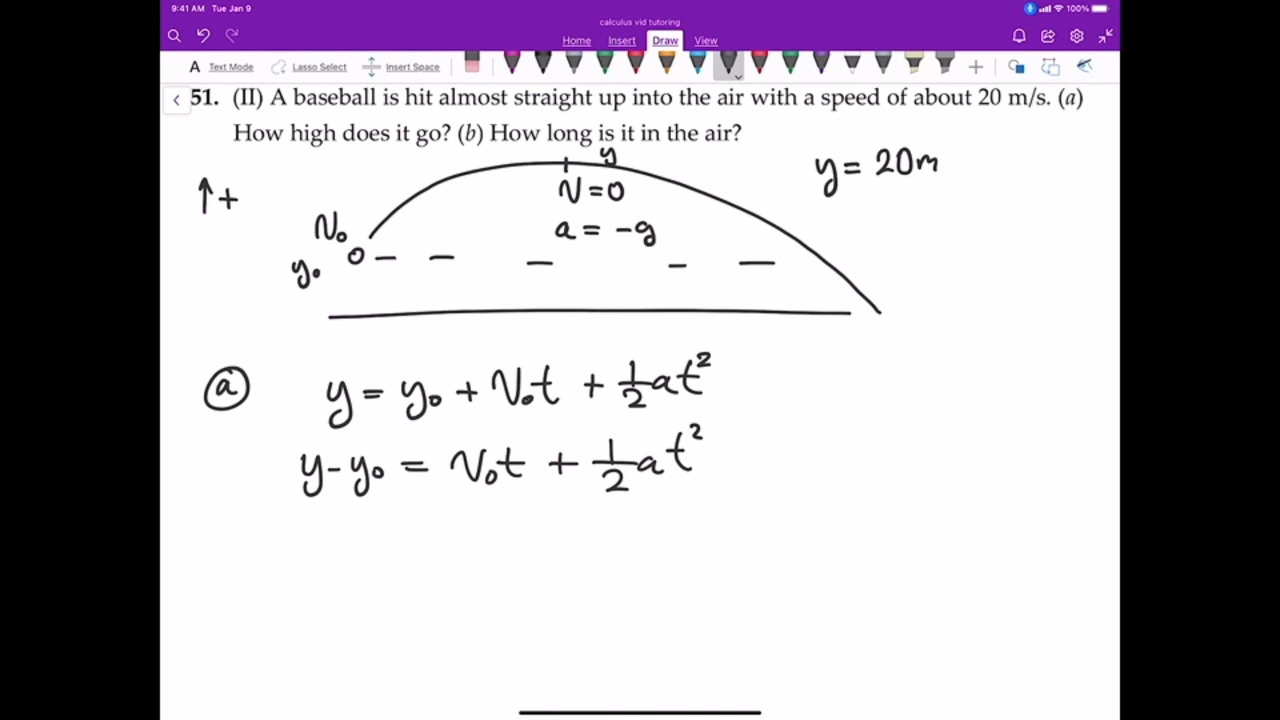 9:41 AM Tue Jan 9
100%
calculus vid tutoring
Home Insert Draw View
A Text Mode Lasso Select Insert Space
51. (II) A baseball is hit almost straight up into the air with a speed of about 20 m/s. (a)
How high does it go? (b) How long is it in the air?
y
y = 20m
↑+
V₀
V=0
a = -g
y₀
ⓐ y = y₀ + V₀t + ½at²
y-y₀ = V₀t + ½at²